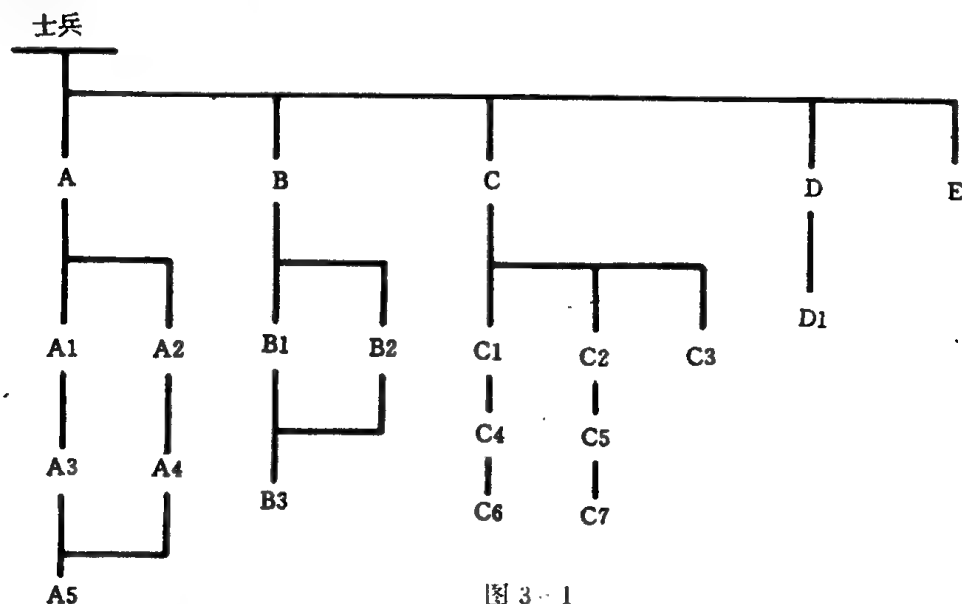 士兵
A B C D E
A1 A2 B1 B2 C1 C2 C3 D1
A3 A4 B3 C4 C5
A5 C6 C7
图 3-1